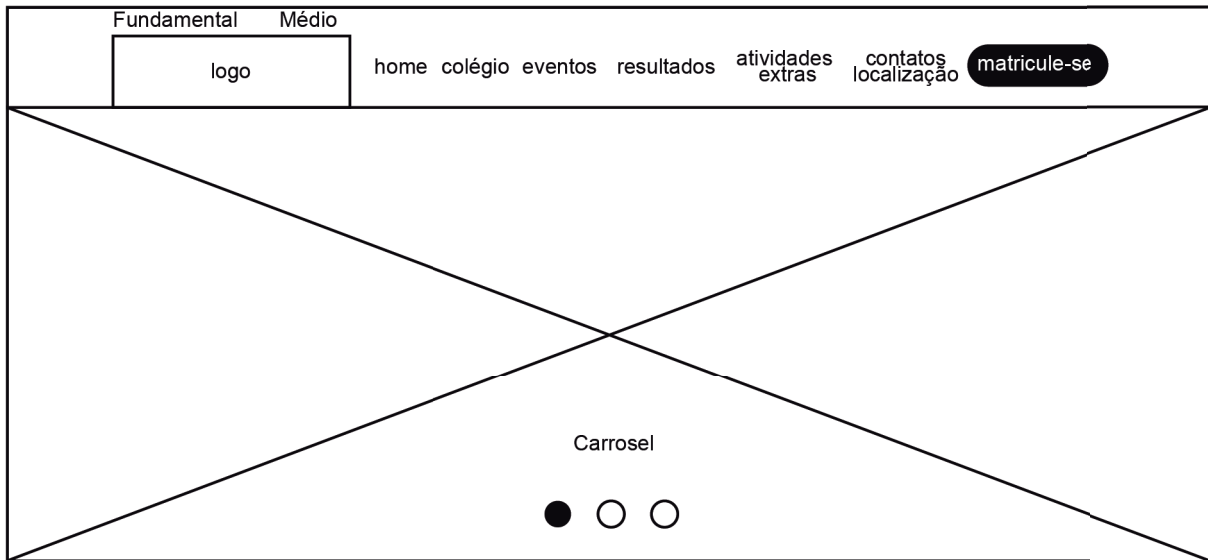 Fundamental Médio
logo
home colégio eventos resultados
atividades
extras
contatos
localização
matricule-se
Carrosel